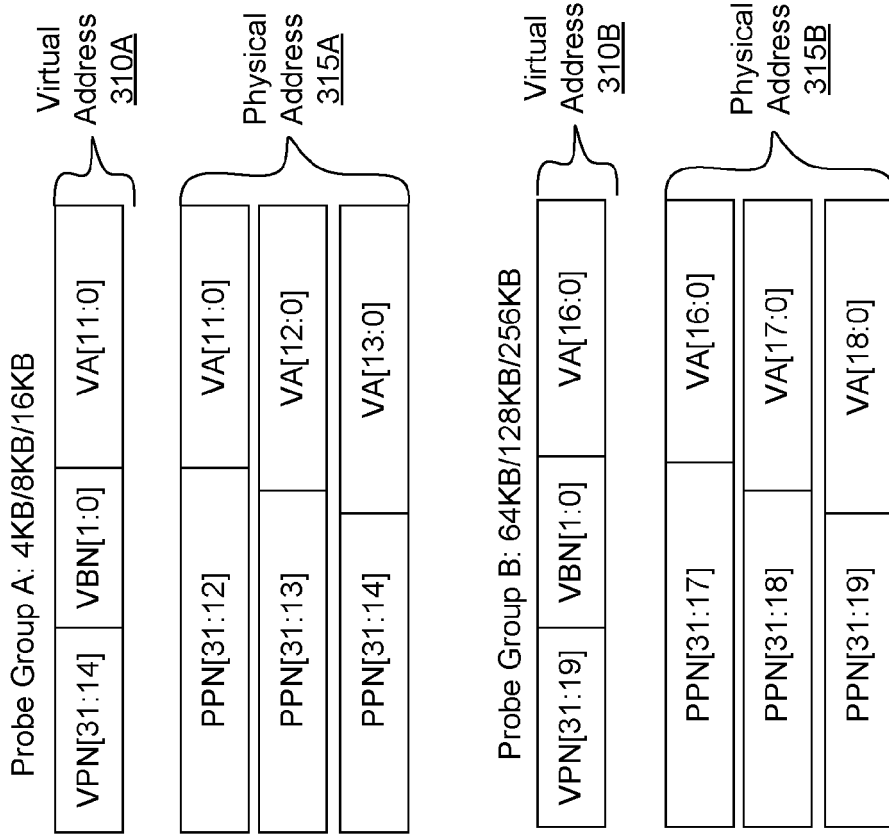 Probe Group A: 4KB/8KB/16KB
VPN[31:14] VBN[1:0] VA[11:0]
Virtual
Address
310A
PPN[31:12] VA[11:0]
PPN[31:13] VA[12:0]
PPN[31:14] VA[13:0]
Physical
Address
315A
Probe Group B: 64KB/128KB/256KB
VPN[31:19] VBN[1:0] VA[16:0]
Virtual
Address
310B
PPN[31:17] VA[16:0]
PPN[31:18] VA[17:0]
PPN[31:19] VA[18:0]
Physical
Address
315B